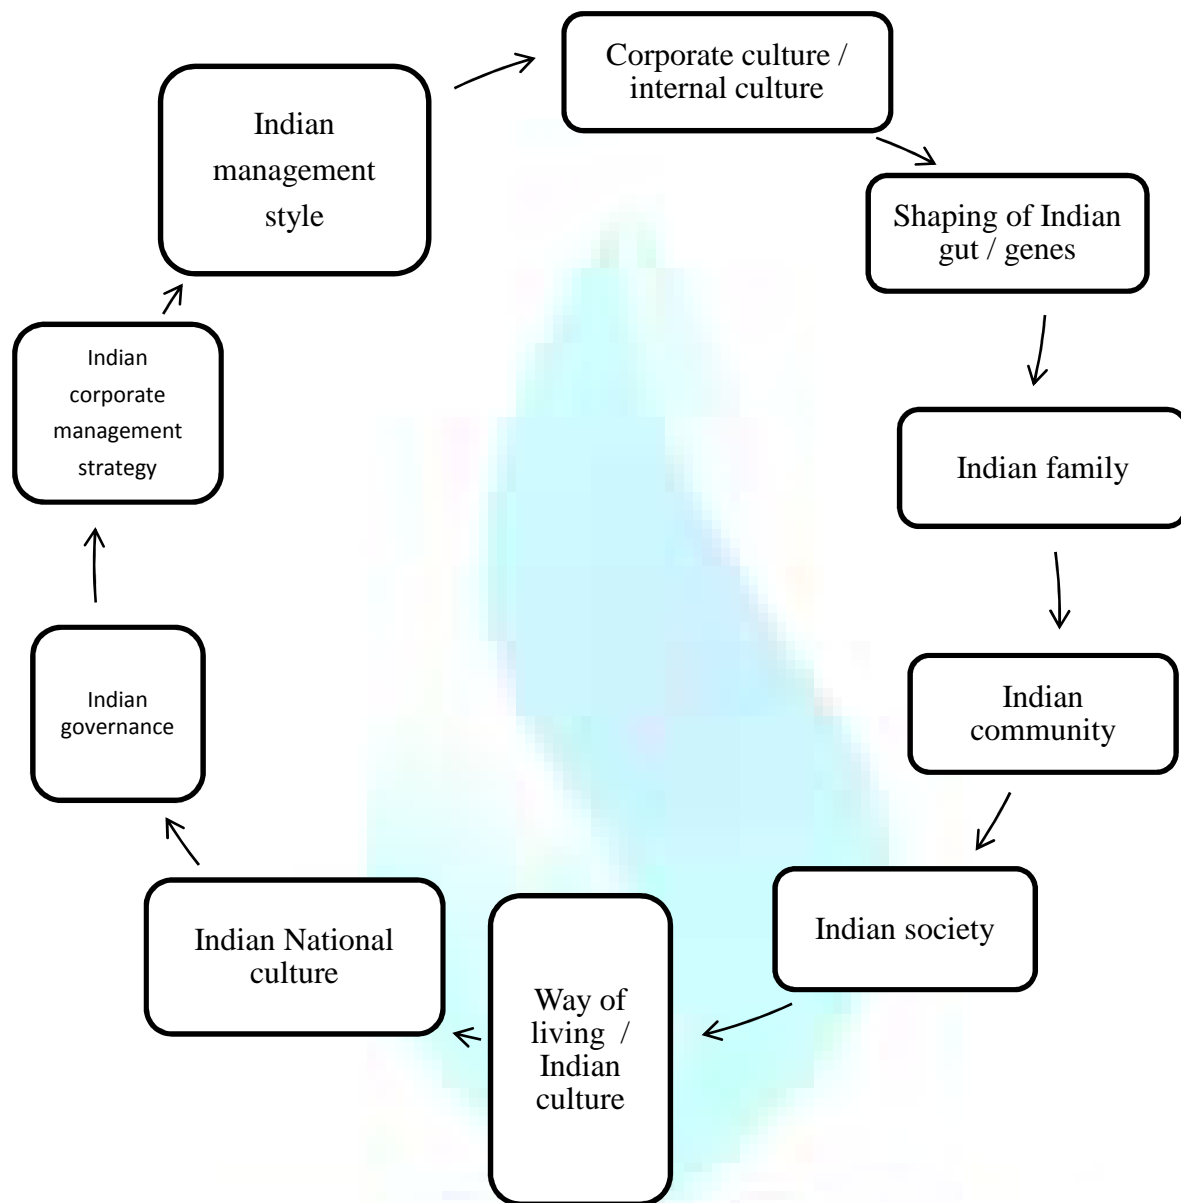 Corporate culture /
internal culture
Shaping of Indian
gut / genes
Indian family
Indian
community
Indian society
Way of
living  /
Indian
culture
Indian National
culture
Indian
governance
Indian
corporate
management
strategy
Indian
management
style